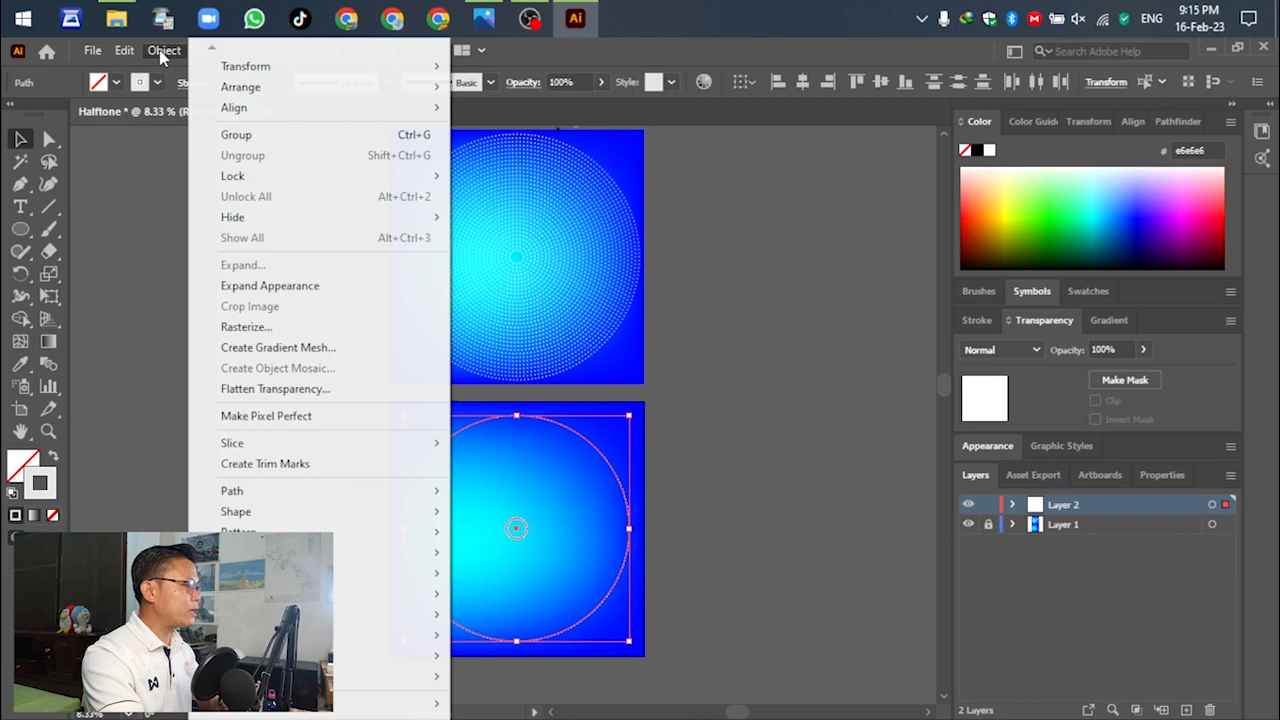 9:15 PM
ENG
16-Feb-23
Ai
File
Edit
Object
Search Adobe Help
Path
Basic
Opacity:
100%
Style:
Transform
Halftone * @ 8.33 %
Transform
Arrange
Align
Group Ctrl+G
Ungroup Shift+Ctrl+G
Lock
Unlock All Alt+Ctrl+2
Hide
Show All Alt+Ctrl+3
Expand...
Expand Appearance
Crop Image
Rasterize...
Create Gradient Mesh...
Create Object Mosaic...
Flatten Transparency...
Make Pixel Perfect
Slice
Create Trim Marks
Path
Shape
Color
Color Guide
Transform
Align
Pathfinder
# e6e6e6
Brushes
Symbols
Swatches
Stroke
Transparency
Gradient
Normal
Opacity:
100%
Make Mask
Clip
Invert Mask
Appearance
Graphic Styles
Layers
Asset Export
Artboards
Properties
Layer 2
Layer 1
2 Layers
8.33%